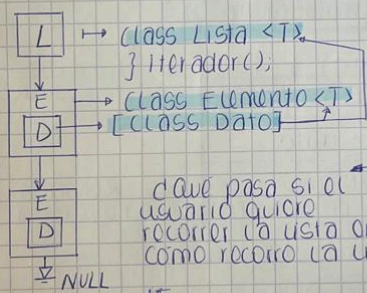 L → Class Lista <T>
} Iterador();
E → Class Elemento <T>
D → [Class Dato]
E
D
¿Qué pasa si el
usuario quiere
recorrer la lista
como recorro la
NULL